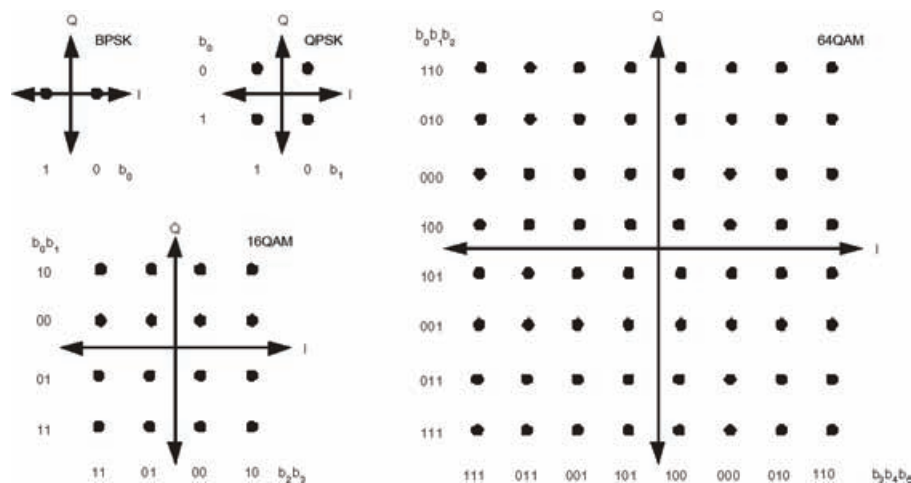 Q
BPSK
I
1 0 b₀
Q
QPSK
b₀
0
1
I
1 0 b₁
Q
16QAM
b₀b₁
10
00
01
11
I
11 01 00 10 b₂b₃
Q
64QAM
b₀b₁b₂
110
010
000
100
101
001
011
111
I
111 011 001 101 100 000 010 110 b₃b₄b₅